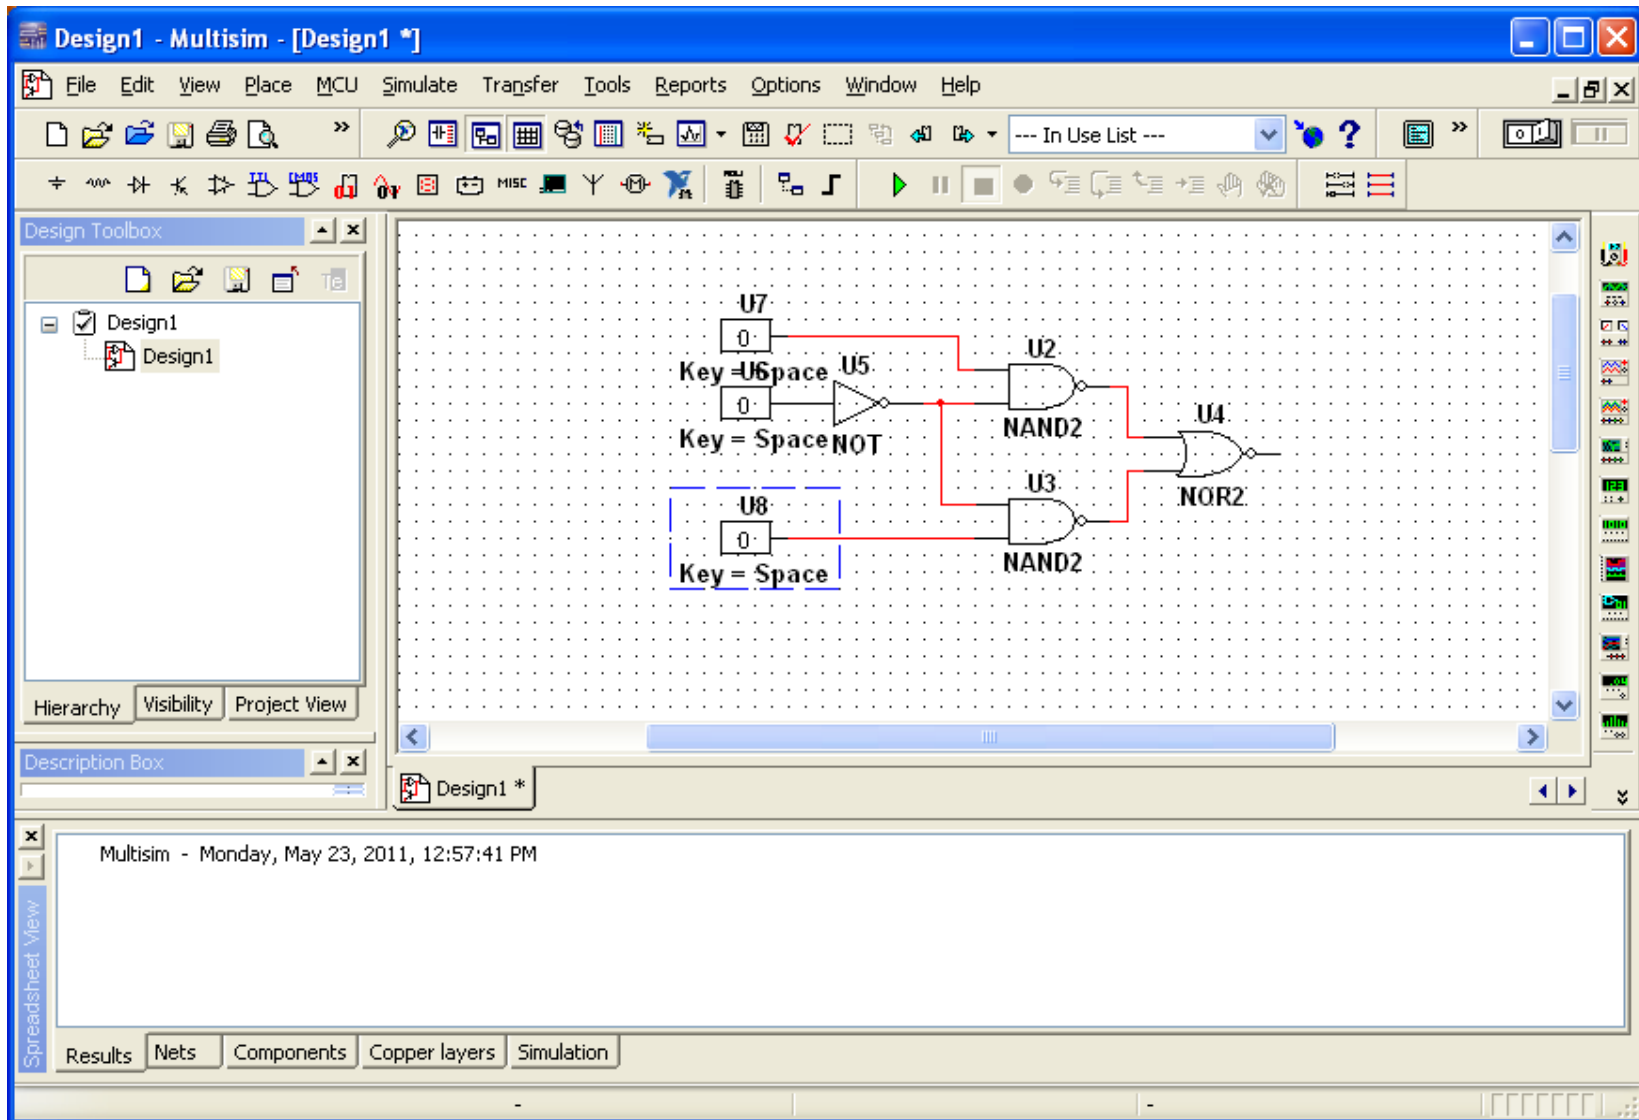 Design1 - Multisim - [Design1 *]
File Edit View Place MCU Simulate Transfer Tools Reports Options Window Help
--- In Use List ---
MISC
Design Toolbox
Design1
Design1
Hierarchy Visibility Project View
Description Box
U7
0
Key = Space
U6
0
Key = Space
U5
NOT
U8
0
Key = Space
U2
NAND2
U3
NAND2
U4
NOR2
Design1 *
Multisim - Monday, May 23, 2011, 12:57:41 PM
Spreadsheet View
Results Nets Components Copper layers Simulation
- -